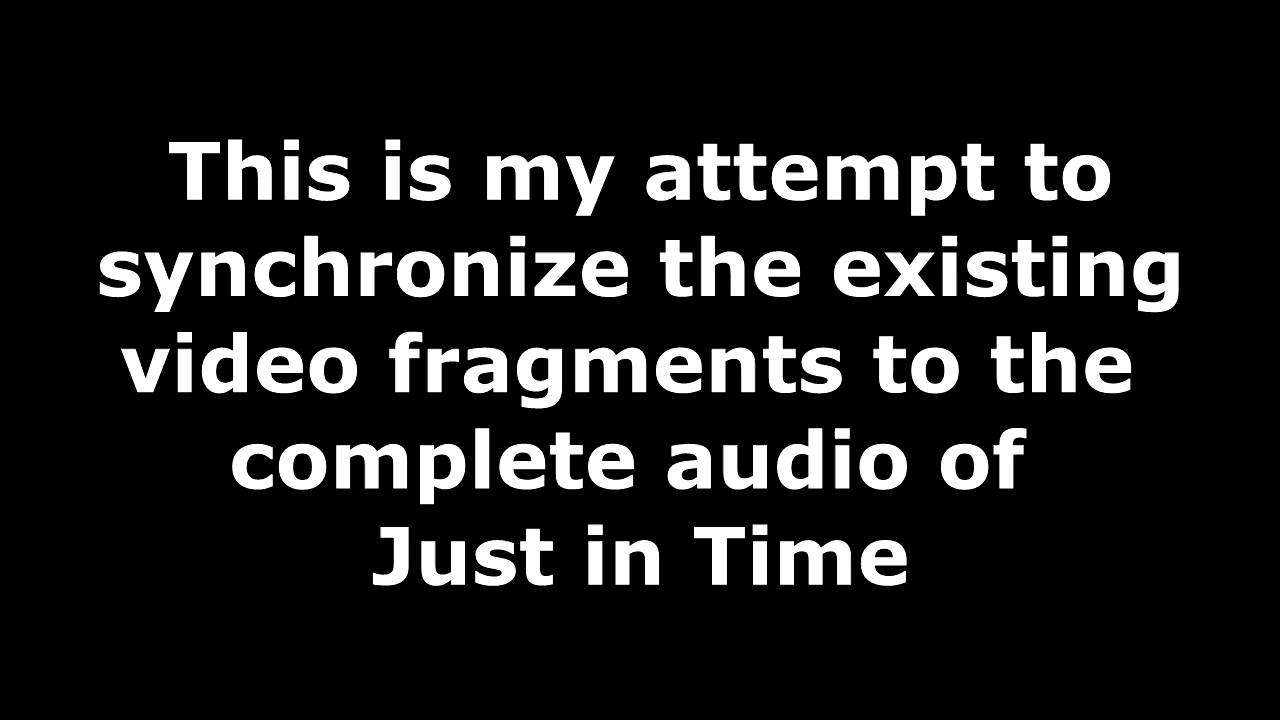 This is my attempt to
synchronize the existing
video fragments to the
complete audio of
Just in Time